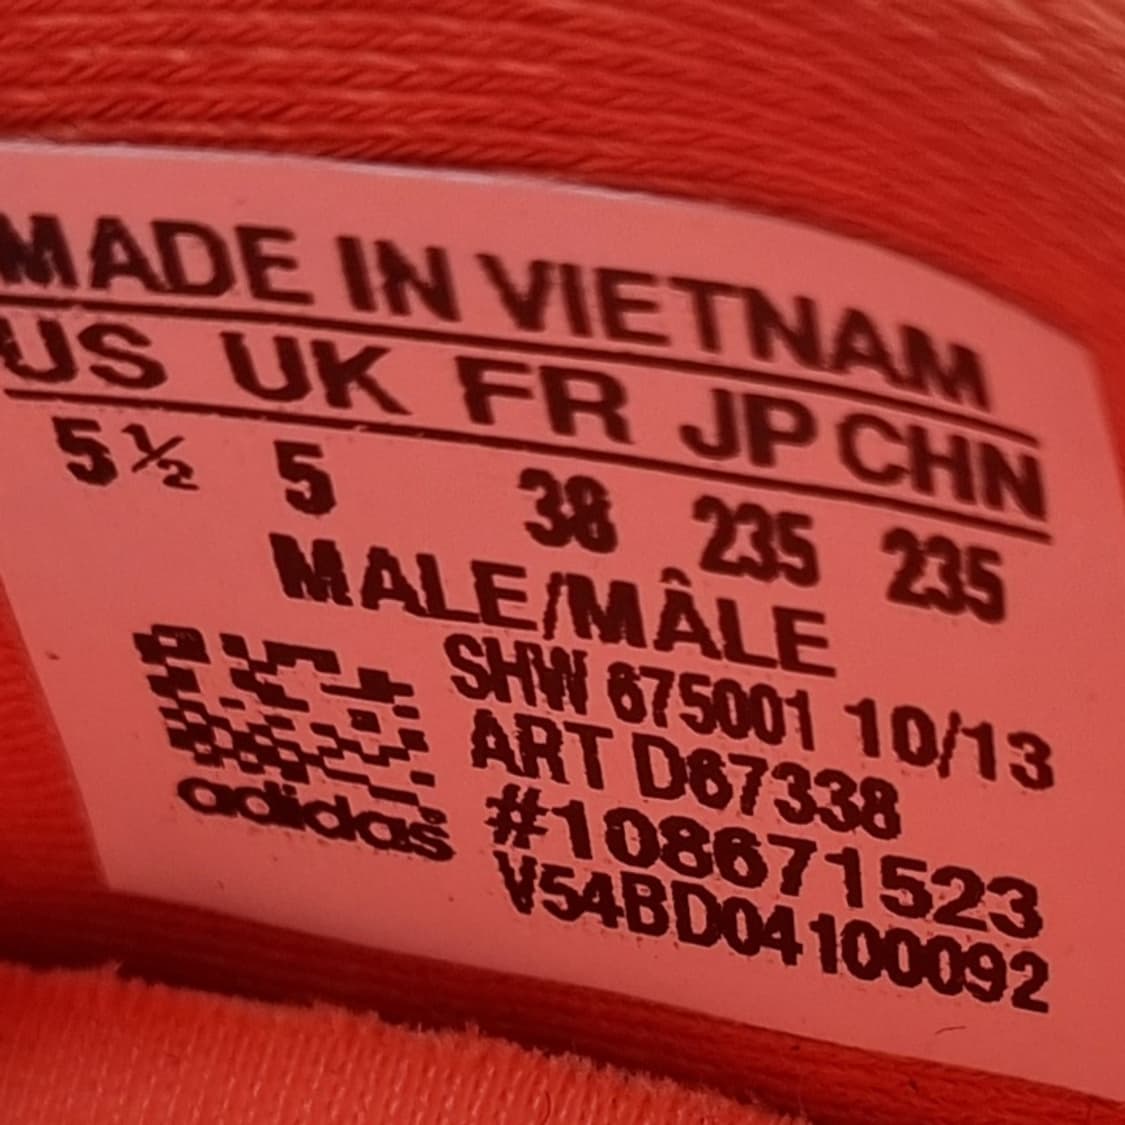 MADE IN VIETNAM
US UK FR JP CHN
5½ 5 38 235 235
MALE/MÂLE
SHW 675001 10/13
ART D67338
#108671523
adidas V54BD04100092